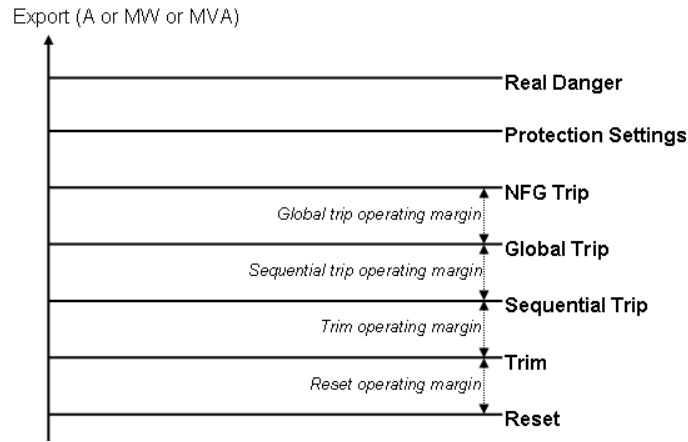 Export (A or MW or MVA)
Real Danger
Protection Settings
NFG Trip
Global trip operating margin
Global Trip
Sequential trip operating margin
Sequential Trip
Trim operating margin
Trim
Reset operating margin
Reset